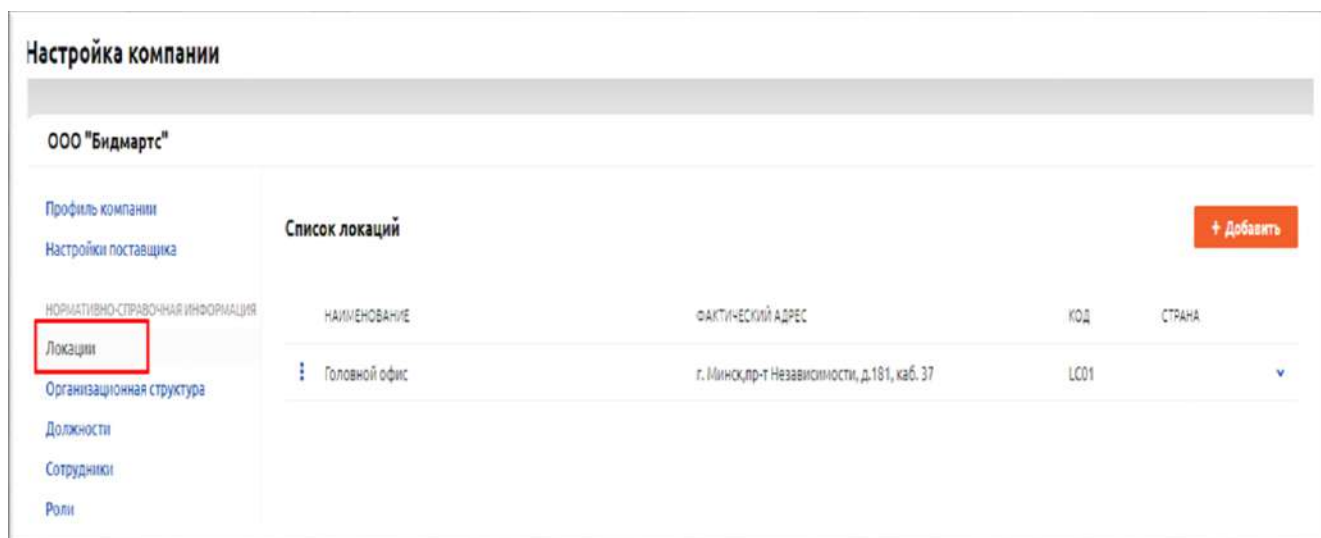 Настройка компании
ООО "Бидмартс"
Профиль компании
Настройки поставщика
НОРМАТИВНО-СПРАВОЧНАЯ ИНФОРМАЦИЯ
Локации
Организационная структура
Должности
Сотрудники
Роли
Список локаций
+ Добавить
НАИМЕНОВАНИЕ ФАКТИЧЕСКИЙ АДРЕС КОД СТРАНА
Головной офис г. Минск,пр-т Независимости, д.181, каб. 37 LC01